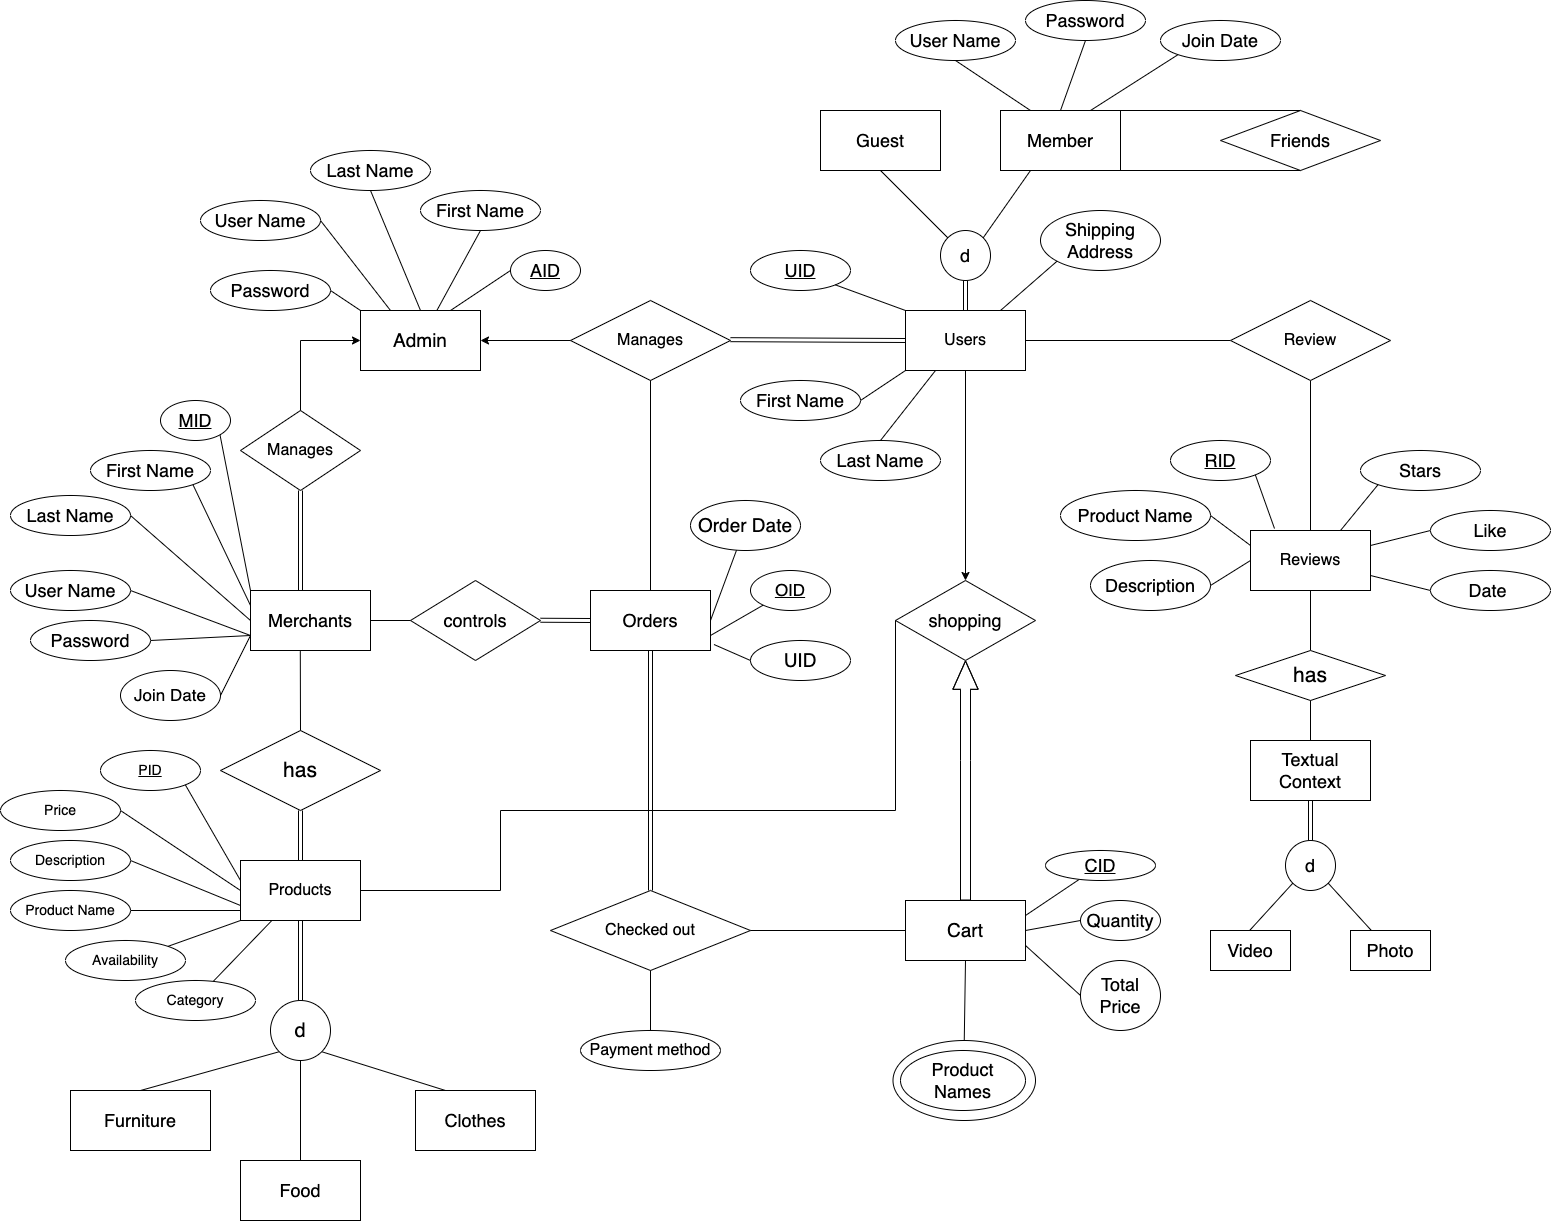 Password
User Name
Join Date
Guest
Member
Friends
Last Name
First Name
User Name
AID
Password
Shipping
Address
d
UID
Admin
Manages
Users
Review
First Name
Last Name
MID
Manages
First Name
Last Name
RID
Stars
Product Name
Order Date
Like
Reviews
Description
Date
User Name
OID
Merchants
controls
Orders
shopping
Password
UID
Join Date
has
has
PID
Textual
Context
Price
Description
CID
d
Products
Product Name
Quantity
Checked out
Cart
Video
Photo
Availability
Category
Total
Price
d
Payment method
Product
Names
Furniture
Clothes
Food